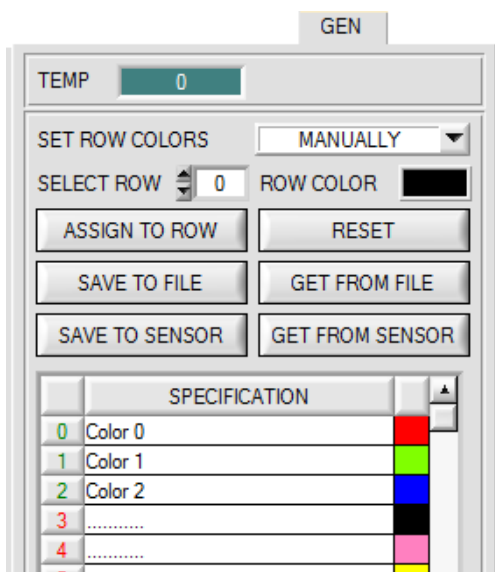 GEN
TEMP 0
SET ROW COLORS MANUALLY
SELECT ROW 0 ROW COLOR
ASSIGN TO ROW RESET
SAVE TO FILE GET FROM FILE
SAVE TO SENSOR GET FROM SENSOR
SPECIFICATION
0 Color 0
1 Color 1
2 Color 2
3 ...........
4 ...........